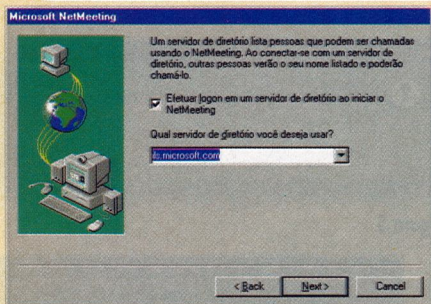 Microsoft NetMeeting
Um servidor de diretório lista pessoas que podem ser chamadas
usando o NetMeeting. Ao conectar-se com um servidor de
diretório, outras pessoas verão o seu nome listado e poderão
chamá-lo.
Efetuar logon em um servidor de diretório ao iniciar o
NetMeeting
Qual servidor de diretório você deseja usar?
ils.microsoft.com
< Back
Next >
Cancel